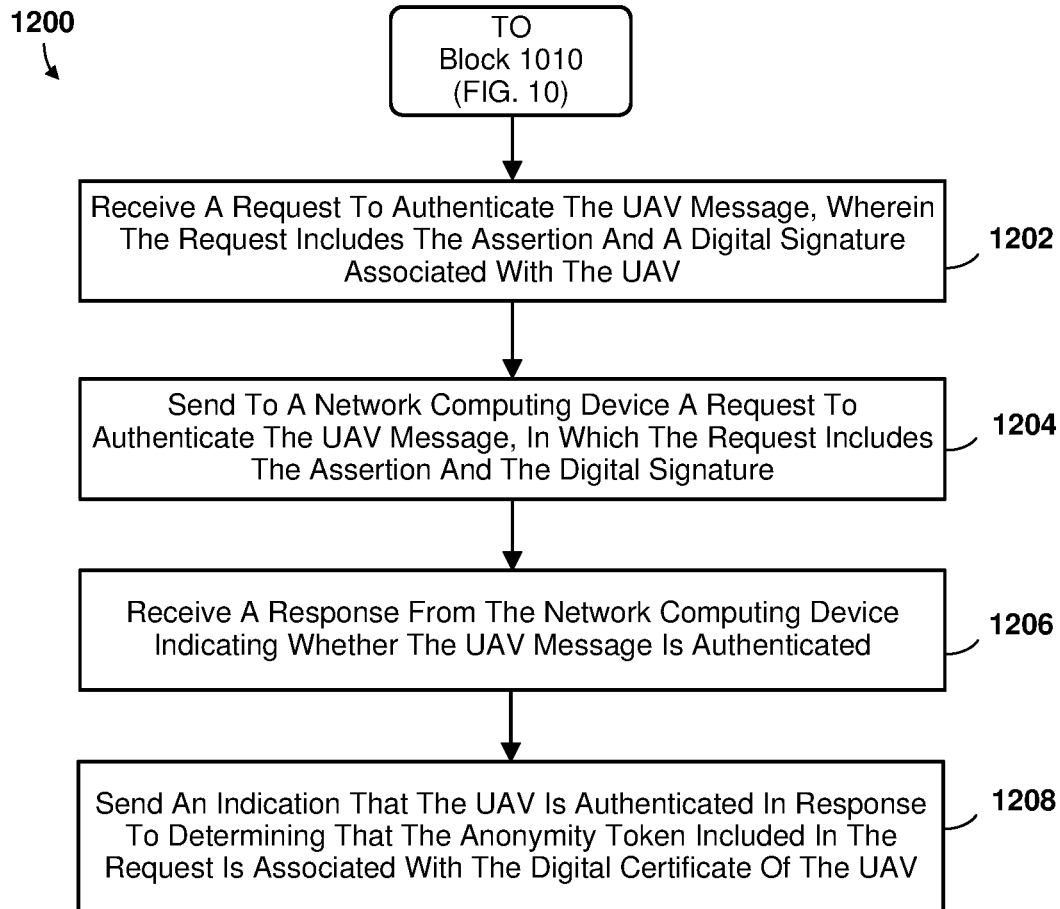 1200
TO
Block 1010
(FIG. 10)
Receive A Request To Authenticate The UAV Message, Wherein
The Request Includes The Assertion And A Digital Signature
Associated With The UAV
1202
Send To A Network Computing Device A Request To
Authenticate The UAV Message, In Which The Request Includes
The Assertion And The Digital Signature
1204
Receive A Response From The Network Computing Device
Indicating Whether The UAV Message Is Authenticated
1206
Send An Indication That The UAV Is Authenticated In Response
To Determining That The Anonymity Token Included In The
Request Is Associated With The Digital Certificate Of The UAV
1208